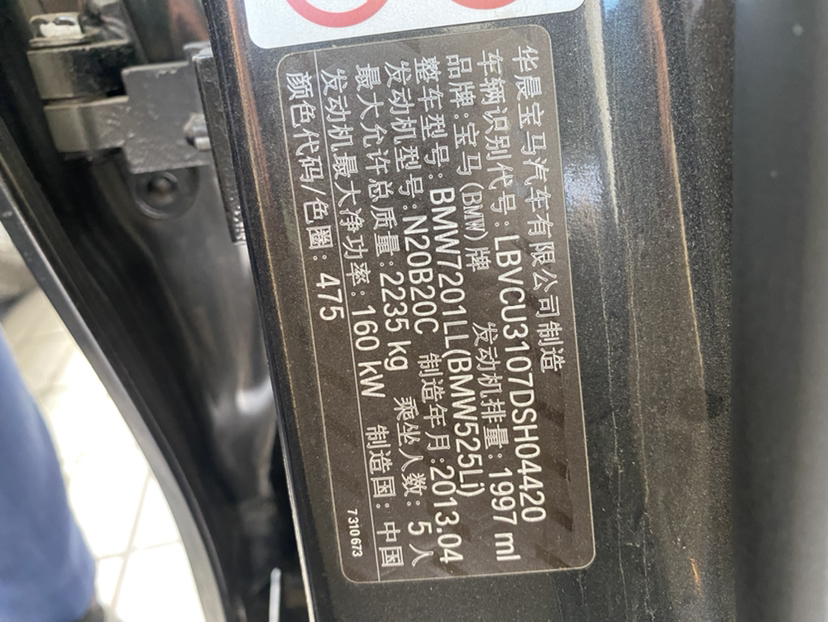 华晨宝马汽车有限公司制造
车辆识别代号:LBVCU3107DSH04420
品牌:宝马(BMW)牌 发动机排量:1997 ml
整车型号:BMW7201LL(BMW525Li)
发动机型号:N20B20C 制造年月:2013.04
最大允许总质量:2235 kg 乘坐人数:5人
发动机最大净功率:160 kW 制造国:中国
颜色代码/色圈:475
7 310 673